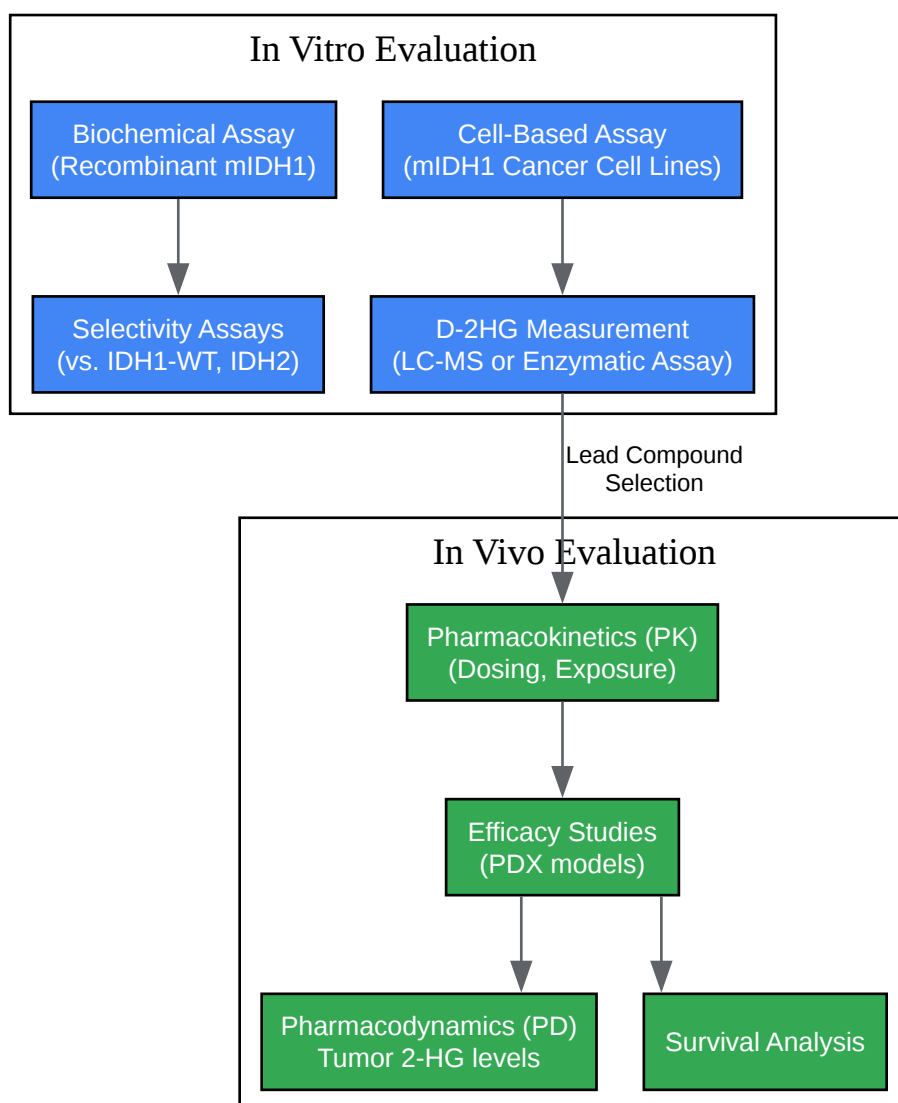 In Vitro Evaluation
Biochemical Assay
(Recombinant mIDH1)
Cell-Based Assay
(mIDH1 Cancer Cell Lines)
Selectivity Assays
(vs. IDH1-WT, IDH2)
D-2HG Measurement
(LC-MS or Enzymatic Assay)
Lead Compound
Selection
In Vivo Evaluation
Pharmacokinetics (PK)
(Dosing, Exposure)
Efficacy Studies
(PDX models)
Pharmacodynamics (PD)
Tumor 2-HG levels
Survival Analysis